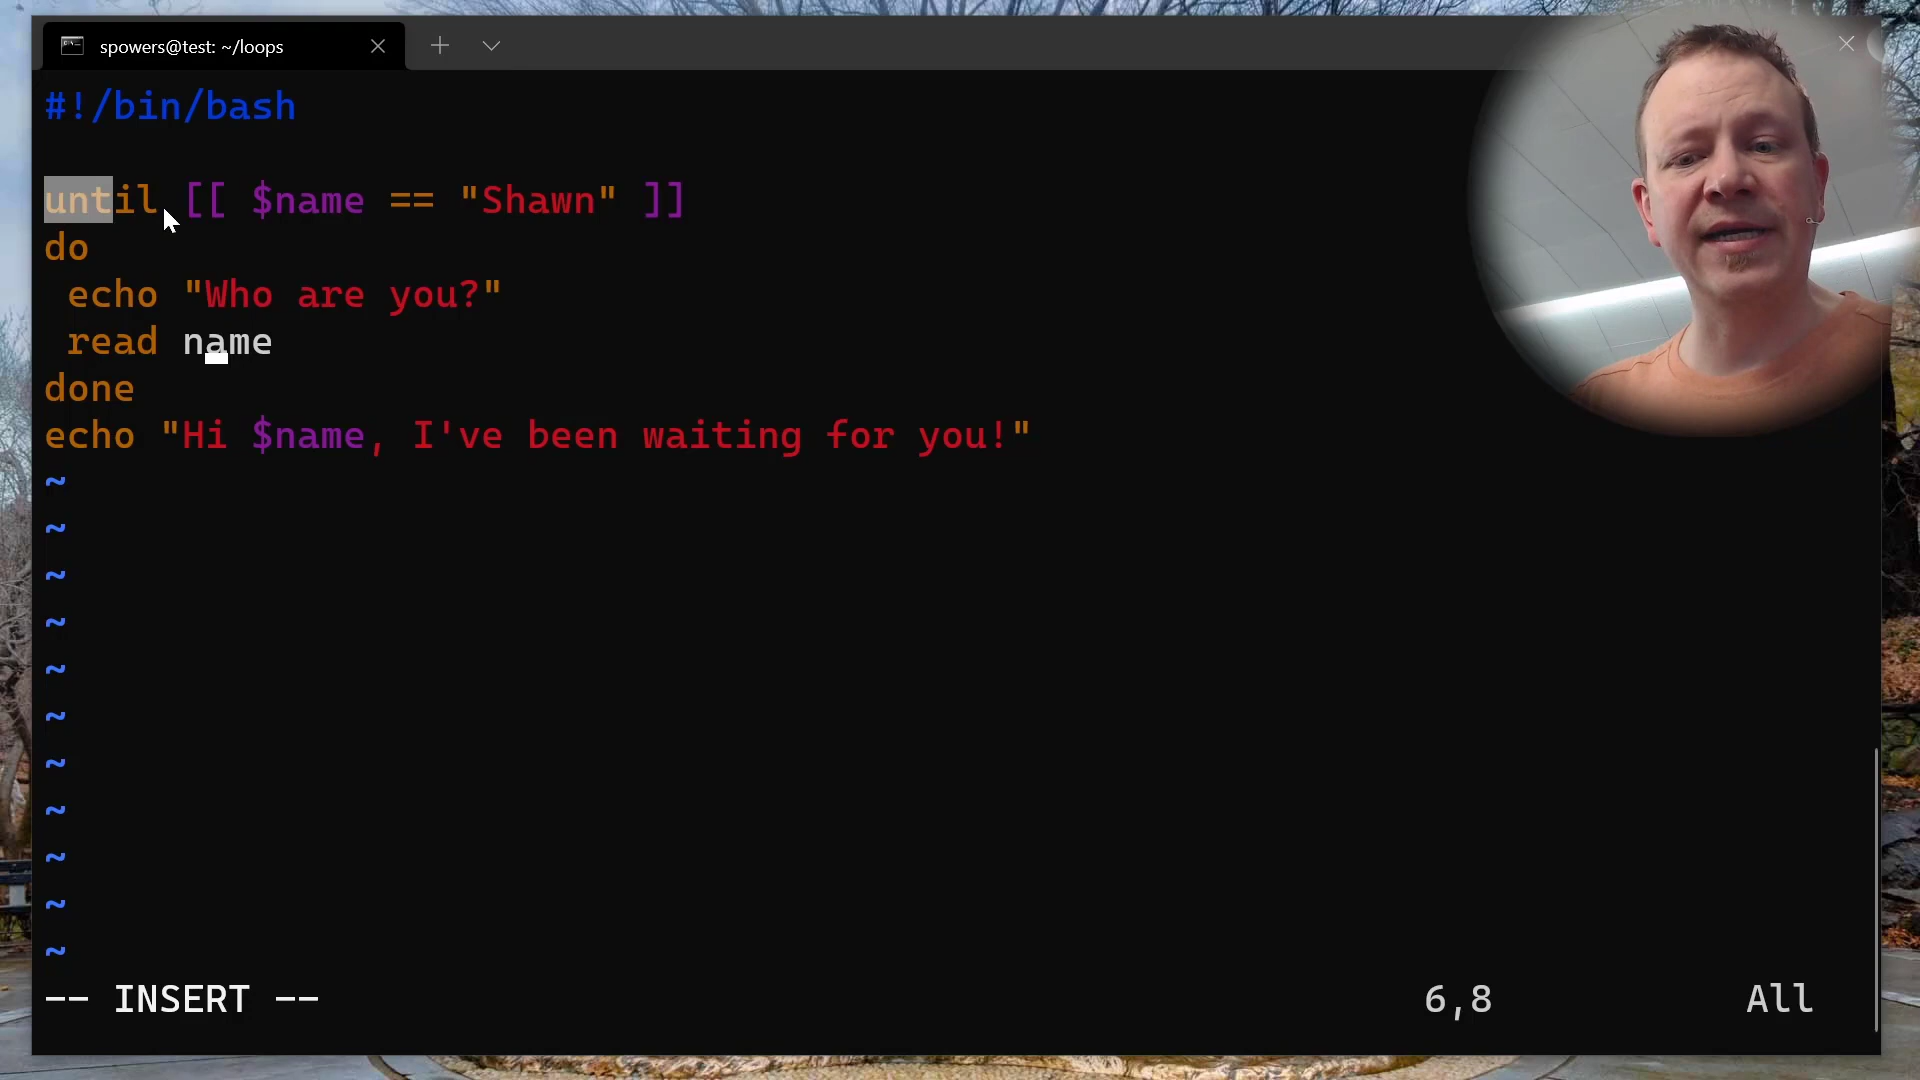 spowers@test: ~/loops
#!/bin/bash
until [[ $name == "Shawn" ]]
do
 echo "Who are you?"
 read name
done
echo "Hi $name, I've been waiting for you!"
~
~
~
~
~
~
~
~
~
~
~
-- INSERT -- 6,8 All